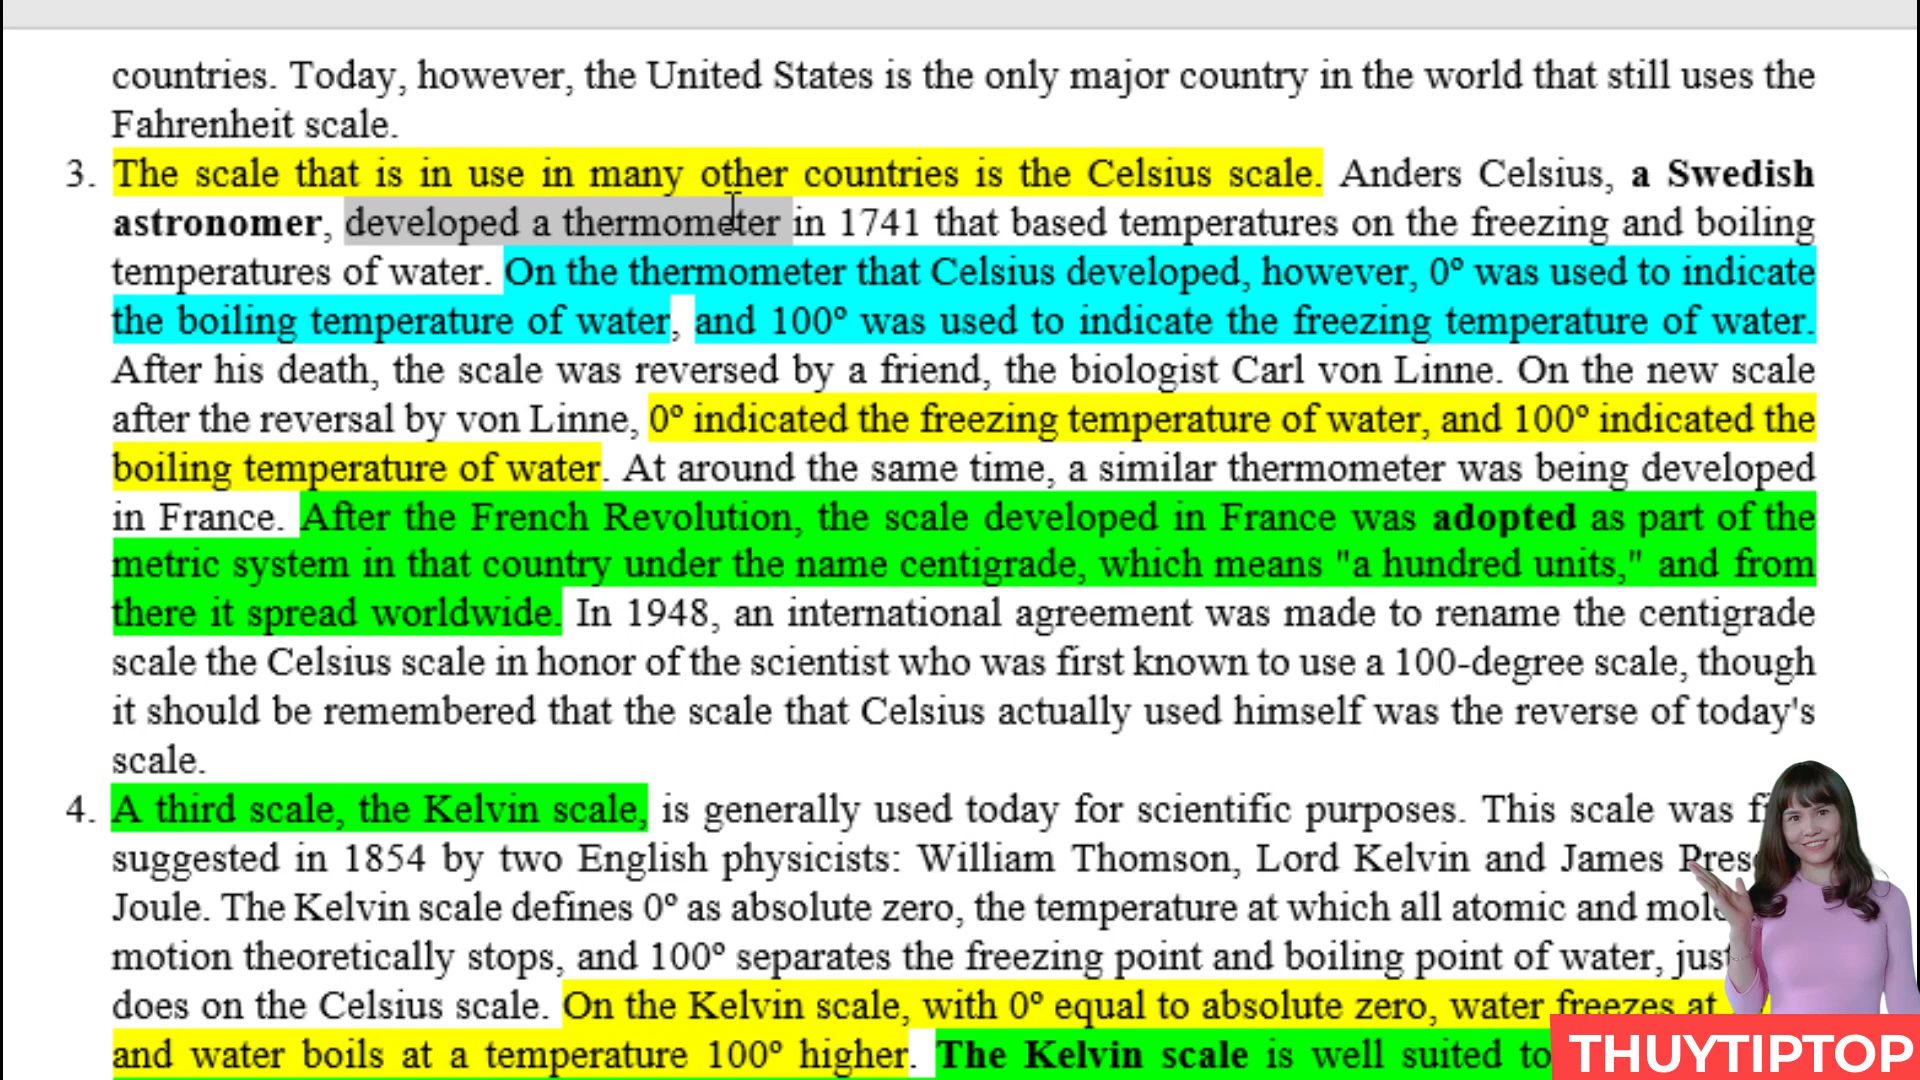 countries. Today, however, the United States is the only major country in the world that still uses the
Fahrenheit scale.
3. The scale that is in use in many other countries is the Celsius scale. Anders Celsius, a Swedish
astronomer, developed a thermometer in 1741 that based temperatures on the freezing and boiling
temperatures of water. On the thermometer that Celsius developed, however, 0º was used to indicate
the boiling temperature of water, and 100º was used to indicate the freezing temperature of water.
After his death, the scale was reversed by a friend, the biologist Carl von Linne. On the new scale
after the reversal by von Linne, 0º indicated the freezing temperature of water, and 100º indicated the
boiling temperature of water. At around the same time, a similar thermometer was being developed
in France. After the French Revolution, the scale developed in France was adopted as part of the
metric system in that country under the name centigrade, which means "a hundred units," and from
there it spread worldwide. In 1948, an international agreement was made to rename the centigrade
scale the Celsius scale in honor of the scientist who was first known to use a 100-degree scale, though
it should be remembered that the scale that Celsius actually used himself was the reverse of today's
scale.
4. A third scale, the Kelvin scale, is generally used today for scientific purposes. This scale was
suggested in 1854 by two English physicists: William Thomson, Lord Kelvin and James
Joule. The Kelvin scale defines 0º as absolute zero, the temperature at which all atomic and
motion theoretically stops, and 100º separates the freezing point and boiling point of water,
does on the Celsius scale. On the Kelvin scale, with 0º equal to absolute zero, water freezes at
and water boils at a temperature 100º higher. The Kelvin scale is well suited to
THUYTIPTOP